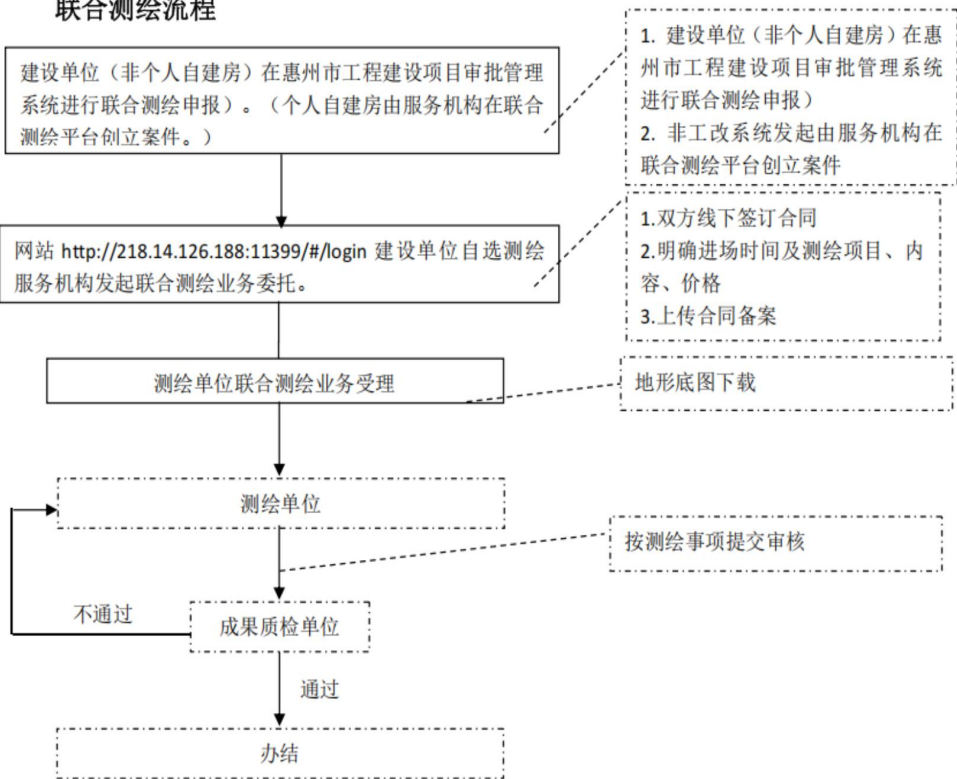 联合测绘流程
建设单位（非个人自建房）在惠州市工程建设项目审批管理
系统进行联合测绘申报）。（个人自建房由服务机构在联合
测绘平台创立案件。）
1. 建设单位（非个人自建房）在惠
州市工程建设项目审批管理系统
进行联合测绘申报）
2. 非工改系统发起由服务机构在
联合测绘平台创立案件
网站 http://218.14.126.188:11399/#/login 建设单位自选测绘
服务机构发起联合测绘业务委托。
1.双方线下签订合同
2.明确进场时间及测绘项目、内
容、价格
3.上传合同备案
测绘单位联合测绘业务受理
地形底图下载
测绘单位
按测绘事项提交审核
不通过
成果质检单位
通过
办结